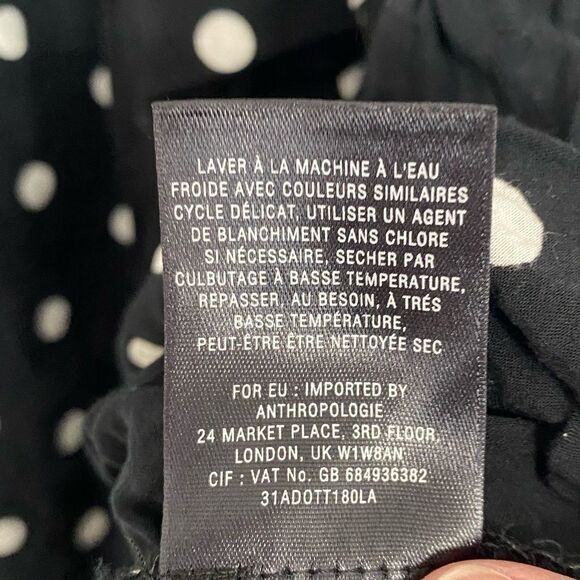 LAVER À LA MACHINE À L'EAU
FROIDE AVEC COULEURS SIMILAIRES
CYCLE DÉLICAT, UTILISER UN AGENT
DE BLANCHIMENT SANS CHLORE
SI NÉCESSAIRE, SECHER PAR
CULBUTAGE À BASSE TEMPERATURE,
REPASSER, AU BESOIN, À TRÉS
BASSE TEMPÉRATURE,
PEUT-ÉTRE ÉTRE NETTOYÉE SEC
FOR EU : IMPORTED BY
ANTHROPOLOGIE
24 MARKET PLACE, 3RD FLOOR,
LONDON, UK W1W8AN
CIF : VAT No. GB 684936382
31ADOTT180LA